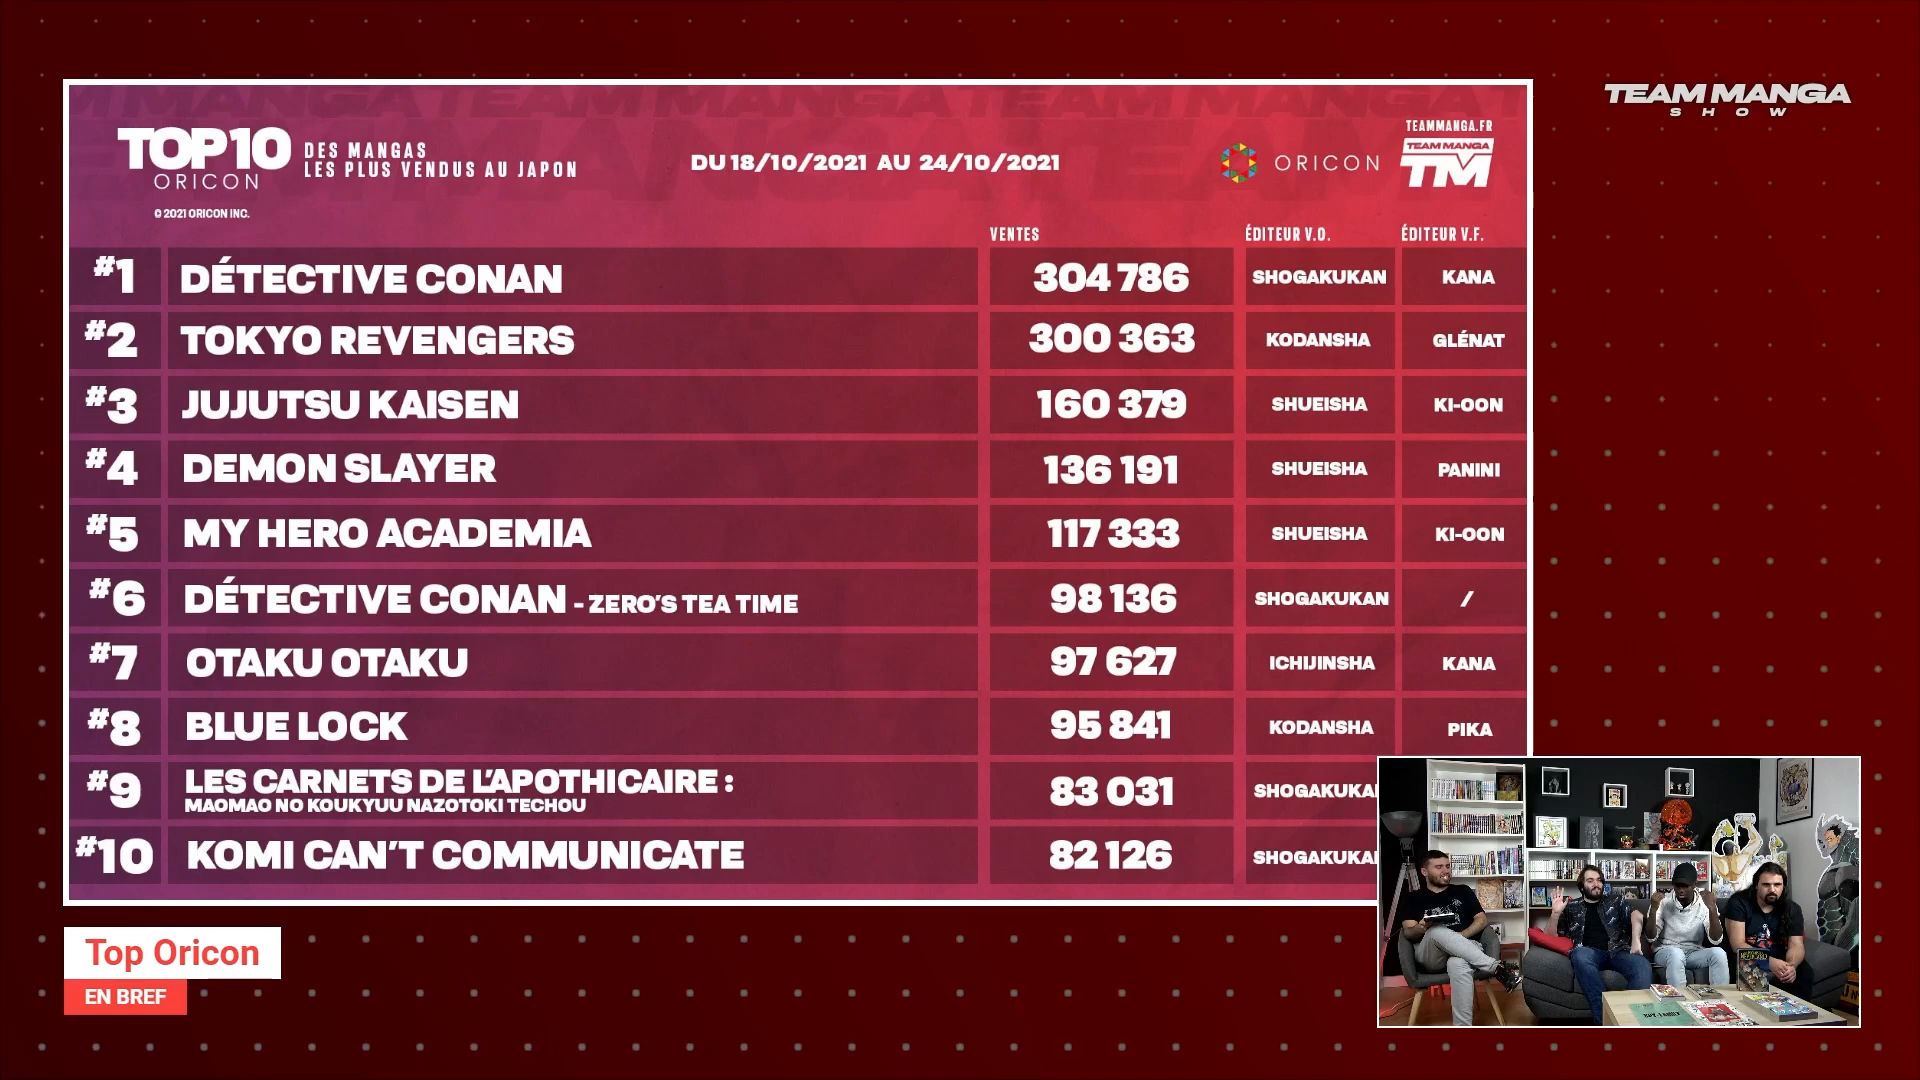 TEAM MANGA
SHOW
TOP 10
ORICON
DES MANGAS
LES PLUS VENDUS AU JAPON
© 2021 ORICON INC.
DU 18/10/2021 AU 24/10/2021
ORICON
TEAMMANGA.FR
TEAM MANGA
TM
VENTES
ÉDITEUR V.O.
ÉDITEUR V.F.
#1 DÉTECTIVE CONAN 304 786 SHOGAKUKAN KANA
#2 TOKYO REVENGERS 300 363 KODANSHA GLÉNAT
#3 JUJUTSU KAISEN 160 379 SHUEISHA KI-OON
#4 DEMON SLAYER 136 191 SHUEISHA PANINI
#5 MY HERO ACADEMIA 117 333 SHUEISHA KI-OON
#6 DÉTECTIVE CONAN - ZERO'S TEA TIME 98 136 SHOGAKUKAN /
#7 OTAKU OTAKU 97 627 ICHIJINSHA KANA
#8 BLUE LOCK 95 841 KODANSHA PIKA
#9 LES CARNETS DE L'APOTHICAIRE : 83 031 SHOGAKUKA
MAOMAO NO KOUKYUU NAZOTOKI TECHOU
#10 KOMI CAN'T COMMUNICATE 82 126 SHOGAKUKA
Top Oricon
EN BREF